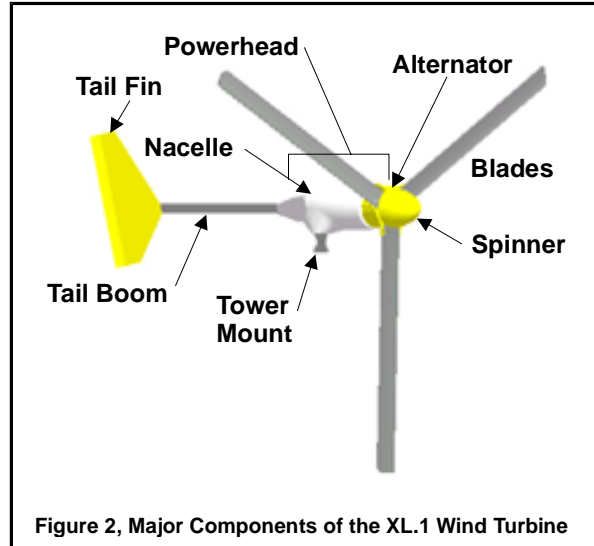 Powerhead
Alternator
Tail Fin
Nacelle
Blades
Spinner
Tail Boom
Tower
Mount
Figure 2, Major Components of the XL.1 Wind Turbine